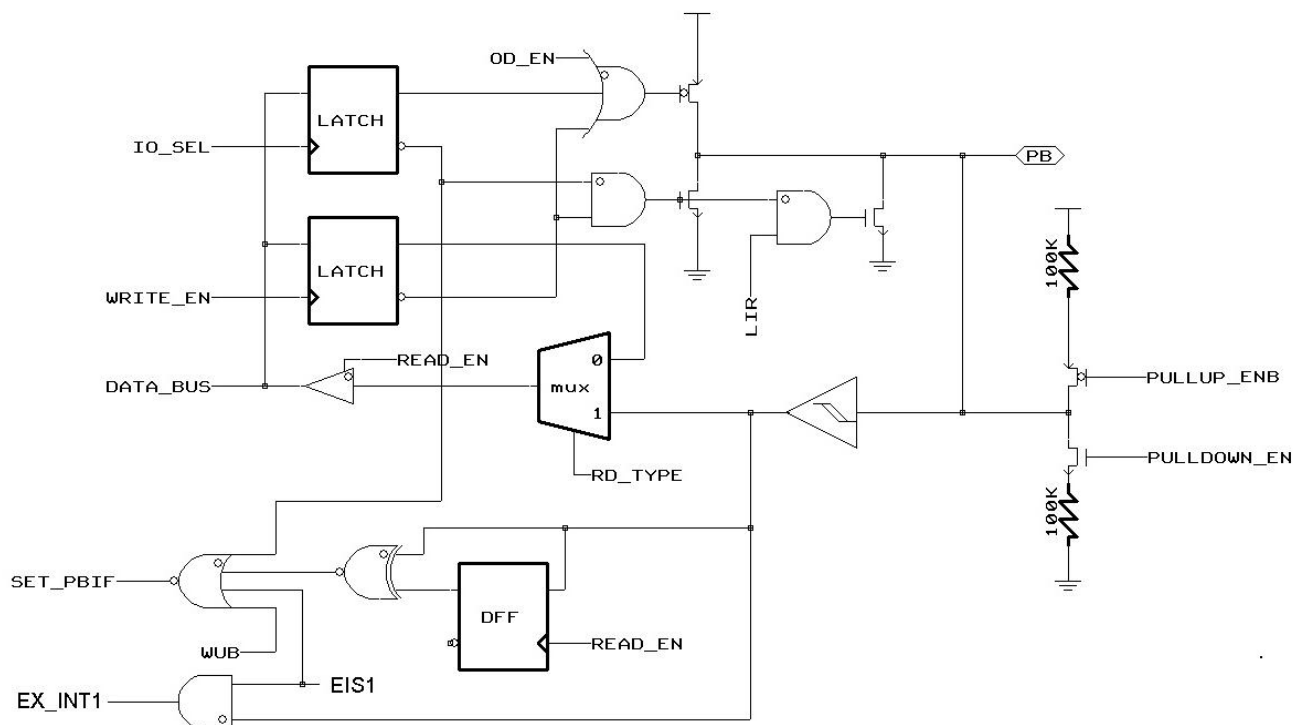 OD_EN
LATCH
IO_SEL
PB
LATCH
WRITE_EN
100K
LIR
READ_EN
0
DATA_BUS
mux
1
PULLUP_ENB
RD_TYPE
PULLDOWN_EN
100K
SET_PBIF
DFF
WUB
READ_EN
EIS1
EX_INT1